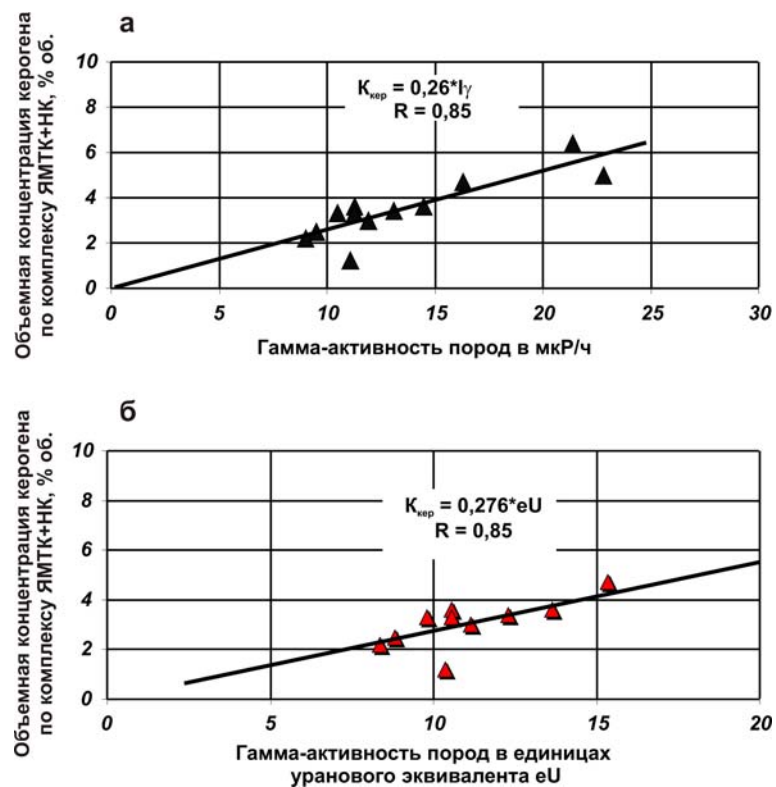 а
Объемная концентрация керогена
по комплексу ЯМТК+НК, % об.
10
8
6
4
2
0
Kкер = 0,26*Iγ
R = 0,85
0 5 10 15 20 25 30
Гамма-активность пород в мкР/ч
б
Объемная концентрация керогена
по комплексу ЯМТК+НК, % об.
10
8
6
4
2
0
Kкер = 0,276*eU
R = 0,85
0 5 10 15 20
Гамма-активность пород в единицах
уранового эквивалента eU